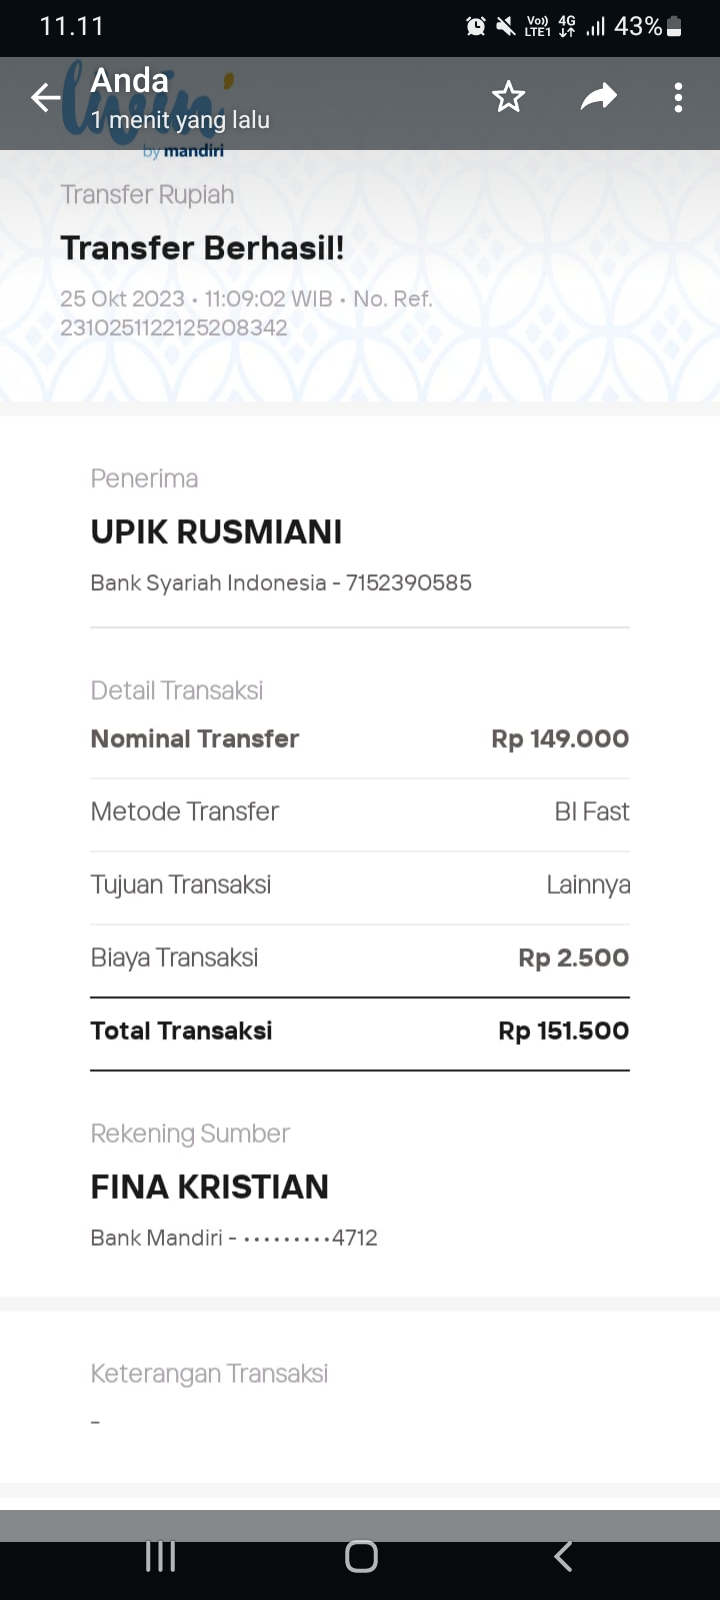 11.11
Vo)) 4G
LTE1
43%
Anda
1 menit yang lalu
livin'
by mandiri
Transfer Rupiah
Transfer Berhasil!
25 Okt 2023 • 11:09:02 WIB • No. Ref.
2310251122125208342
Penerima
UPIK RUSMIANI
Bank Syariah Indonesia - 7152390585
Detail Transaksi
Nominal Transfer Rp 149.000
Metode Transfer BI Fast
Tujuan Transaksi Lainnya
Biaya Transaksi Rp 2.500
Total Transaksi Rp 151.500
Rekening Sumber
FINA KRISTIAN
Bank Mandiri - •••••••••4712
Keterangan Transaksi
-